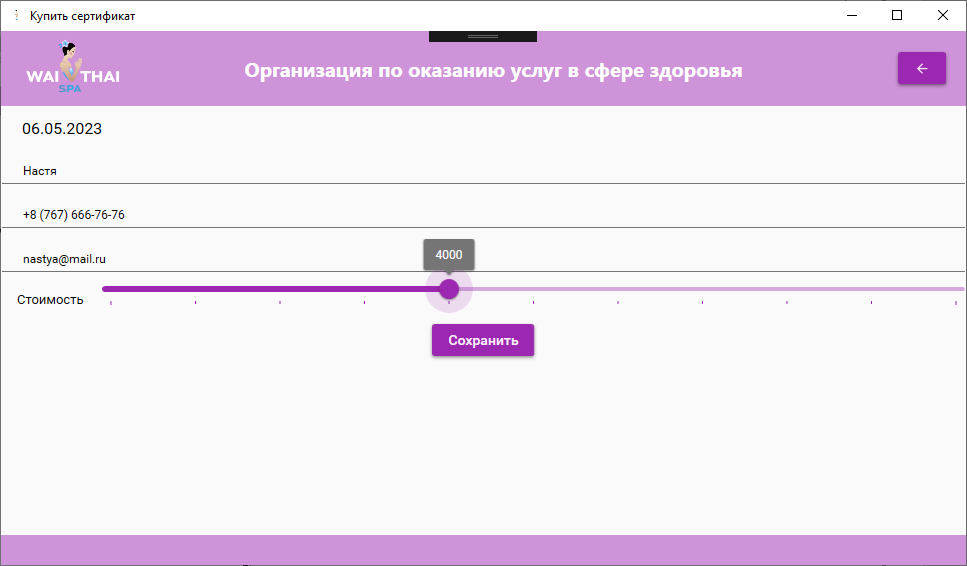 Купить сертификат
WAI THAI
SPA
Организация по оказанию услуг в сфере здоровья
06.05.2023
Настя
+8 (767) 666-76-76
nastya@mail.ru
4000
Стоимость
Сохранить